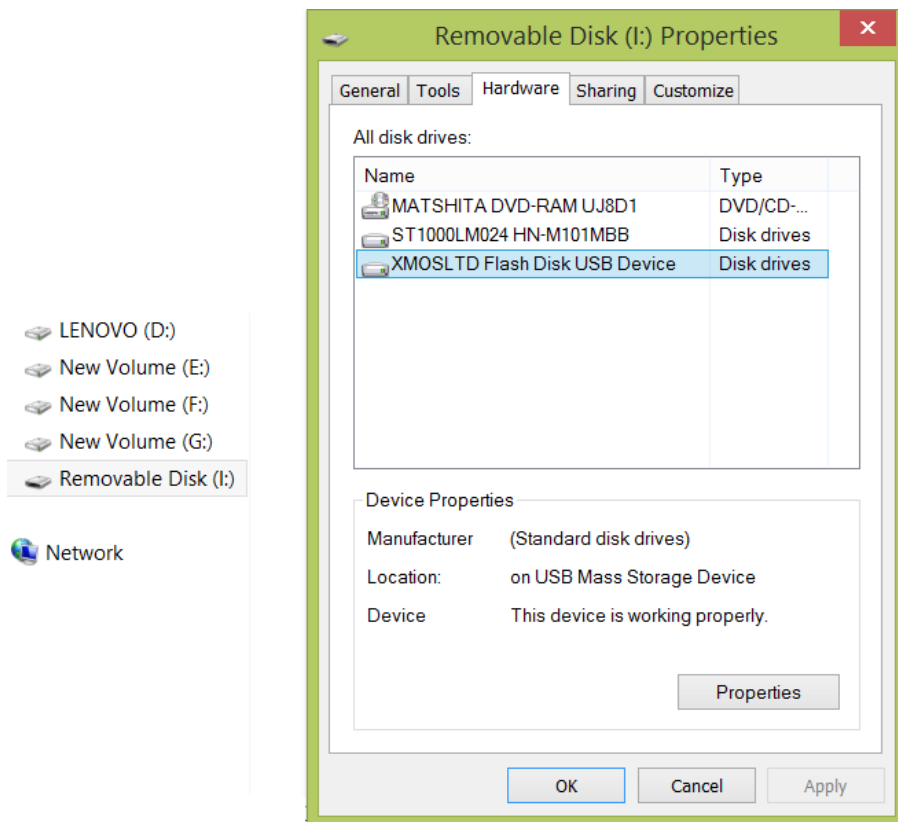 LENOVO (D:)
New Volume (E:)
New Volume (F:)
New Volume (G:)
Removable Disk (I:)
Network
Removable Disk (I:) Properties
General Tools Hardware Sharing Customize
All disk drives:
Name Type
MATSHITA DVD-RAM UJ8D1 DVD/CD-...
ST1000LM024 HN-M101MBB Disk drives
XMOSLTD Flash Disk USB Device Disk drives
Device Properties
Manufacturer (Standard disk drives)
Location: on USB Mass Storage Device
Device This device is working properly.
Properties
OK Cancel Apply